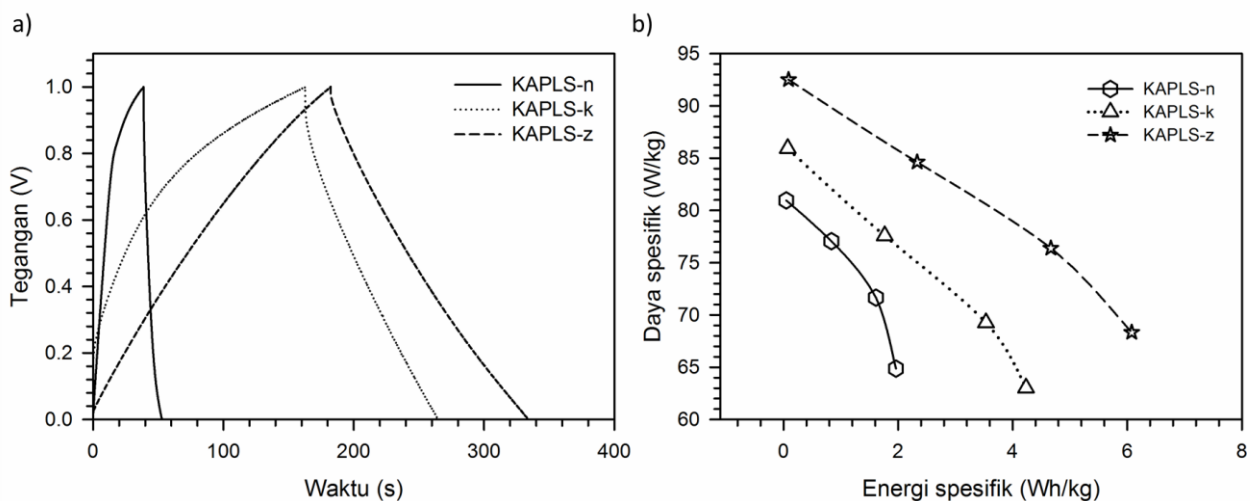 a)
Tegangan (V)
1.0
0.8
0.6
0.4
0.2
0.0
KAPLS-n
KAPLS-k
KAPLS-z
0 100 200 300 400
Waktu (s)
b)
Daya spesifik (W/kg)
95
90
85
80
75
70
65
60
KAPLS-n
KAPLS-k
KAPLS-z
0 2 4 6 8
Energi spesifik (Wh/kg)